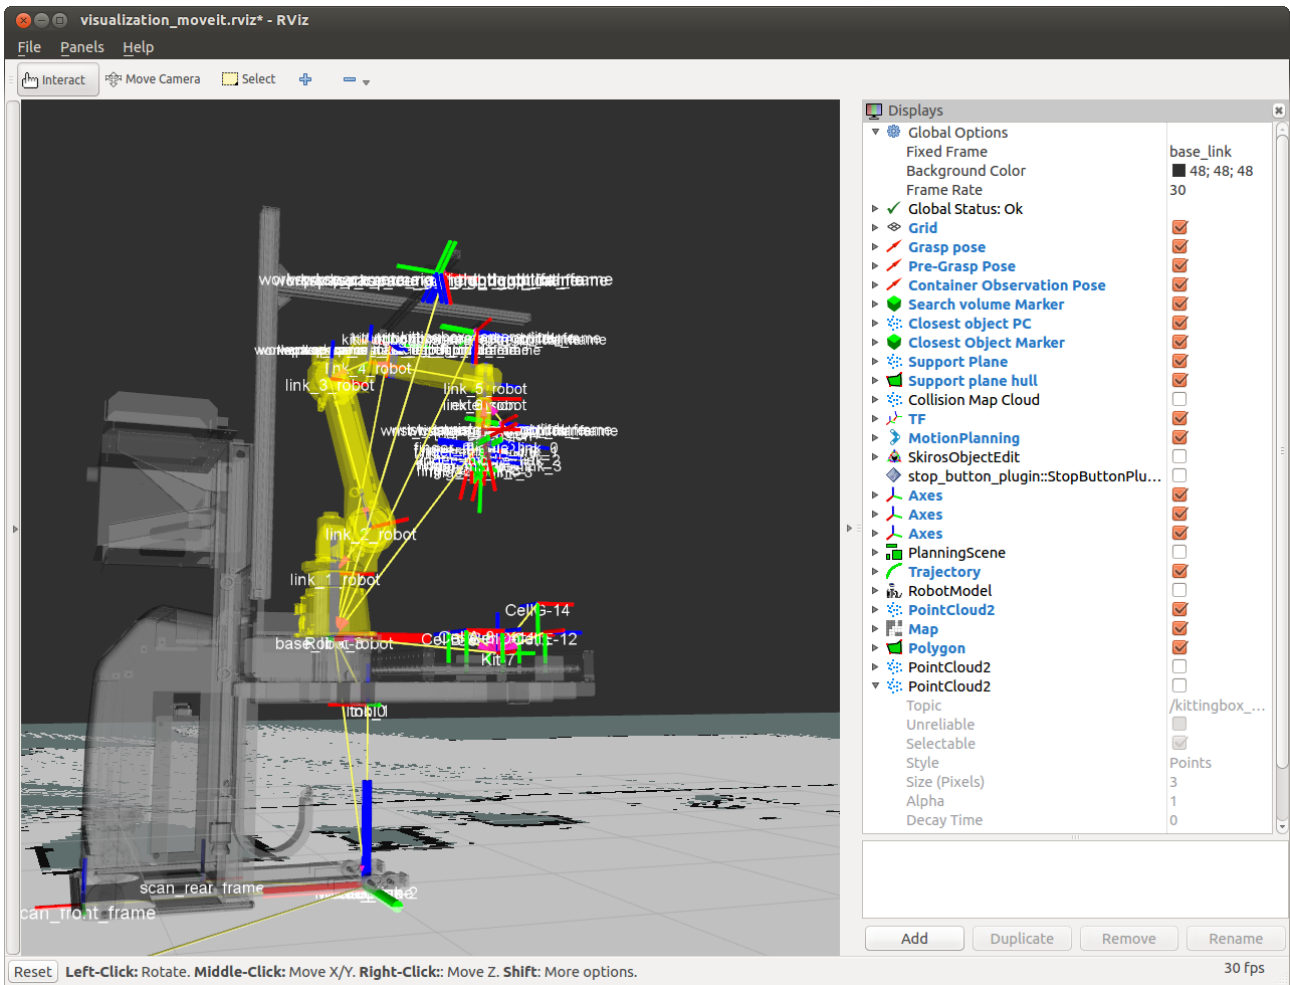 visualization_moveit.rviz* - RViz
File Panels Help
Interact Move Camera Select
link_4_robot
link_3_robot
link_5_robot
link_2_robot
link_1_robot
CellG-14
Kit 7
scan_rear_frame
can_front_frame
Displays
Global Options
Fixed Frame base_link
Background Color 48; 48; 48
Frame Rate 30
Global Status: Ok
Grid
Grasp pose
Pre-Grasp Pose
Container Observation Pose
Search volume Marker
Closest object PC
Closest Object Marker
Support Plane
Support plane hull
Collision Map Cloud
TF
MotionPlanning
SkirosObjectEdit
stop_button_plugin::StopButtonPlu...
Axes
Axes
Axes
PlanningScene
Trajectory
RobotModel
PointCloud2
Map
Polygon
PointCloud2
PointCloud2
Topic /kittingbox_...
Unreliable
Selectable
Style Points
Size (Pixels) 3
Alpha 1
Decay Time 0
Add Duplicate Remove Rename
Reset Left-Click: Rotate. Middle-Click: Move X/Y. Right-Click:: Move Z. Shift: More options. 30 fps